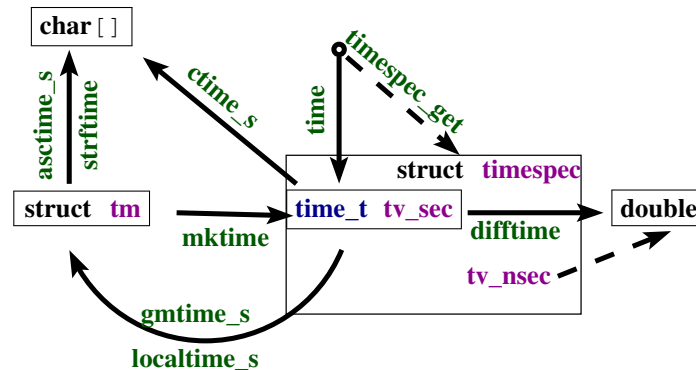 char[]
asctime_s
strftime
ctime_s
time
timespec_get
struct timespec
struct tm
mktime
time_t tv_sec
difftime
double
tv_nsec
gmtime_s
localtime_s